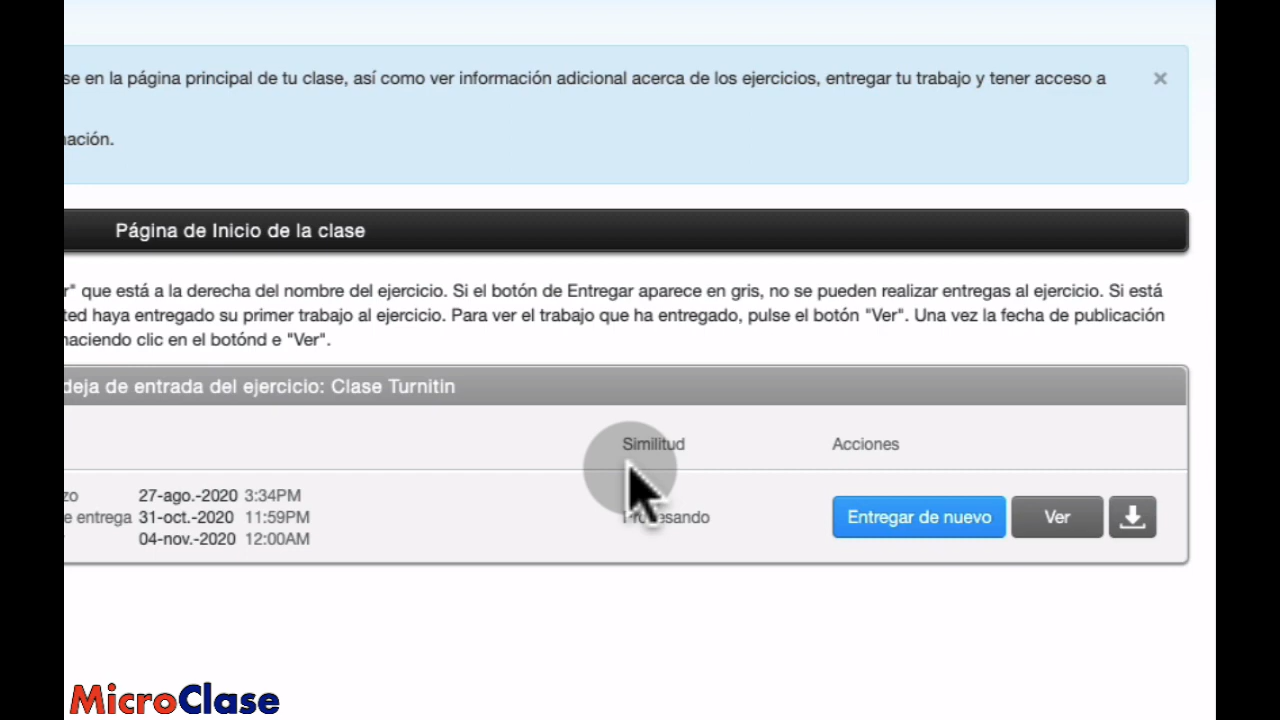 se en la página principal de tu clase, así como ver información adicional acerca de los ejercicios, entregar tu trabajo y tener acceso a
mación.
Página de Inicio de la clase
r" que está a la derecha del nombre del ejercicio. Si el botón de Entregar aparece en gris, no se pueden realizar entregas al ejercicio. Si está
ted haya entregado su primer trabajo al ejercicio. Para ver el trabajo que ha entregado, pulse el botón "Ver". Una vez la fecha de publicación
haciendo clic en el botónd e "Ver".
deja de entrada del ejercicio: Clase Turnitin
Similitud Acciones
zo 27-ago.-2020 3:34PM
e entrega 31-oct.-2020 11:59PM Procesando Entregar de nuevo Ver
04-nov.-2020 12:00AM
MicroClase